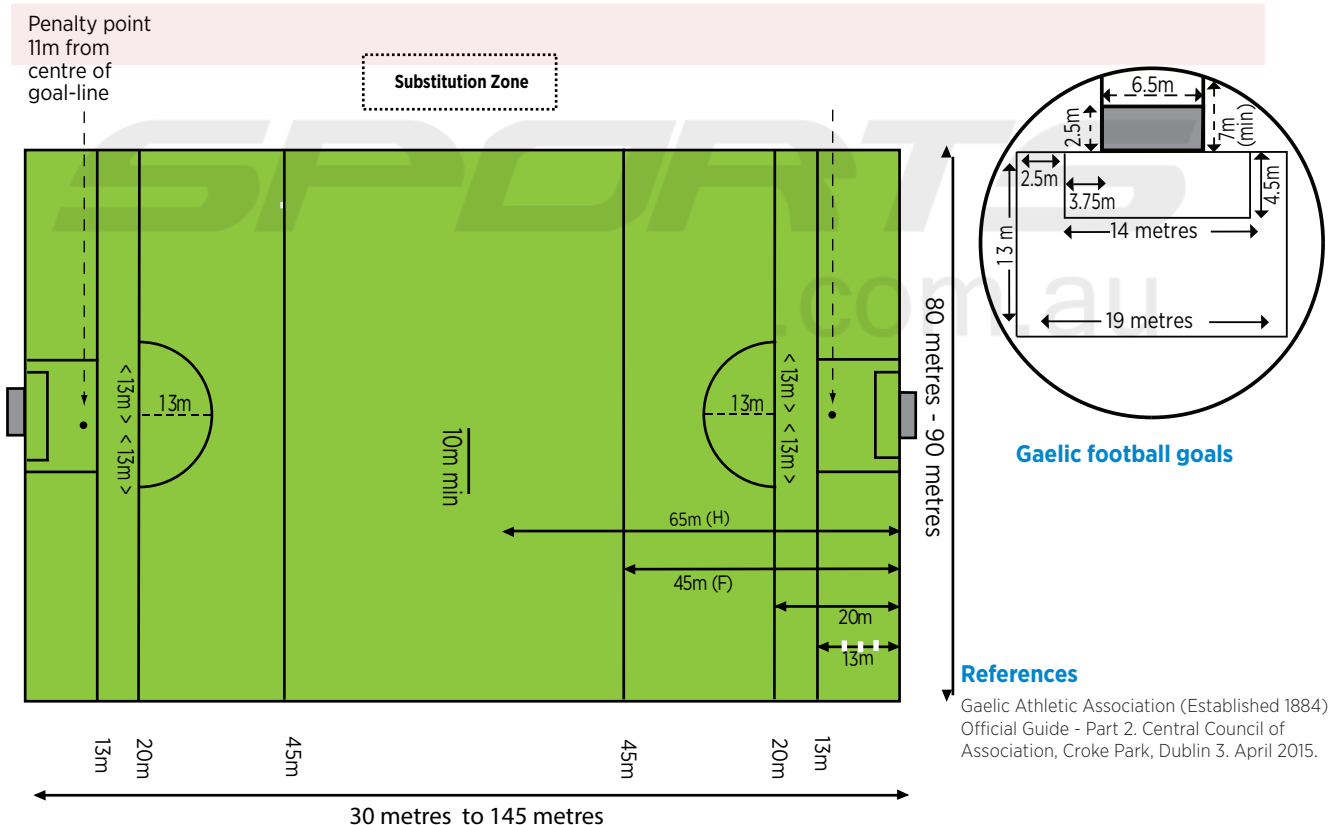 Penalty point
11m from
centre of
goal-line
Substitution Zone
SPORTS
.com.au
6.5m
2.5m
7m
(min)
2.5m
3.75m
4.5m
14 metres
13 m
19 metres
Gaelic football goals
< 13m > < 13m >
13m
10m min
13m
< 13m > < 13m >
80 metres - 90 metres
65m (H)
45m (F)
20m
13m
13m
20m
45m
45m
20m
13m
30 metres to 145 metres
References
Gaelic Athletic Association (Established 1884)
Official Guide - Part 2. Central Council of
Association, Croke Park, Dublin 3. April 2015.